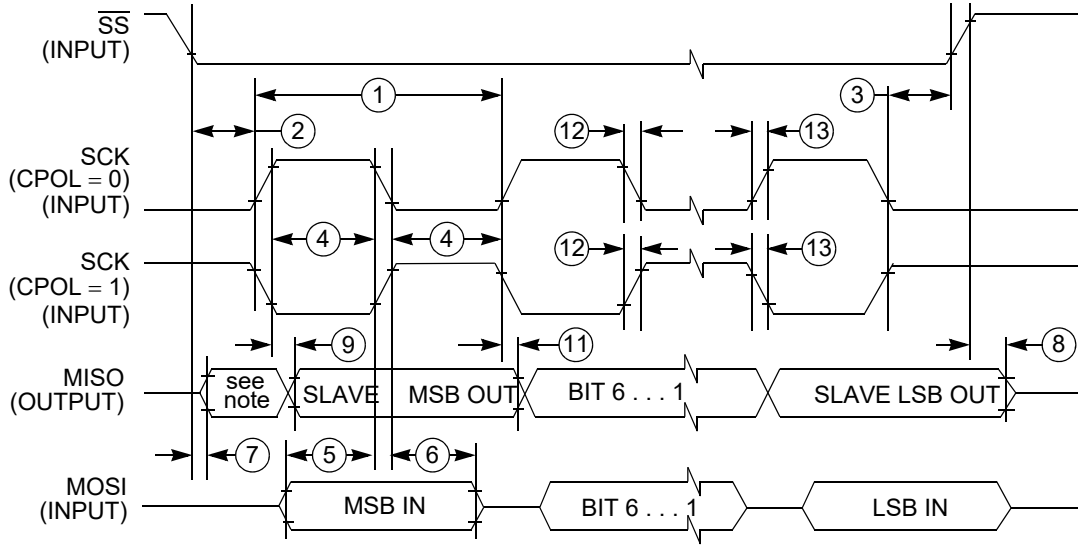 SS
(INPUT)
1
3
2
12
13
SCK
(CPOL = 0)
(INPUT)
4
4
12
13
SCK
(CPOL = 1)
(INPUT)
9
11
8
MISO
(OUTPUT)
see
note
SLAVE MSB OUT
BIT 6 . . . 1
SLAVE LSB OUT
7
5
6
MOSI
(INPUT)
MSB IN
BIT 6 . . . 1
LSB IN